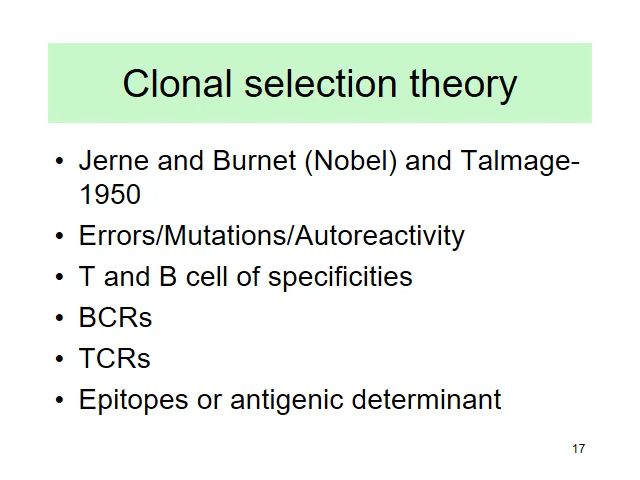 Clonal selection theory
• Jerne and Burnet (Nobel) and Talmage-
1950
• Errors/Mutations/Autoreactivity
• T and B cell of specificities
• BCRs
• TCRs
• Epitopes or antigenic determinant
17